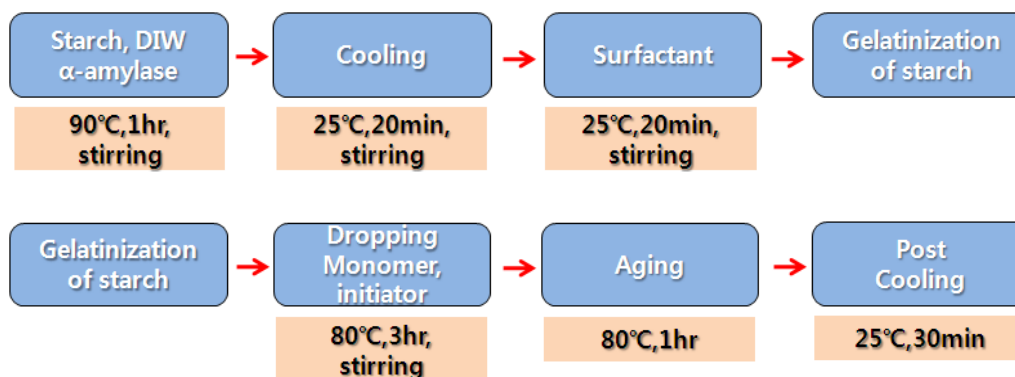 Starch, DIW
α-amylase
Cooling
Surfactant
Gelatinization
of starch
90℃,1hr,
stirring
25℃,20min,
stirring
25℃,20min,
stirring
Gelatinization
of starch
Dropping
Monomer,
initiator
Aging
Post
Cooling
80℃,3hr,
stirring
80℃,1hr
25℃,30min